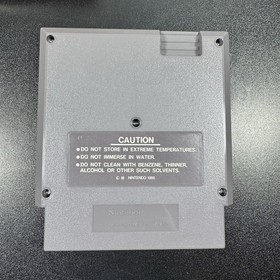 CAUTION
•DO NOT STORE IN EXTREME TEMPERATURES.
•DO NOT IMMERSE IN WATER.
•DO NOT CLEAN WITH BENZENE, THINNER,
ALCOHOL OR OTHER SUCH SOLVENTS.
NINTENDO